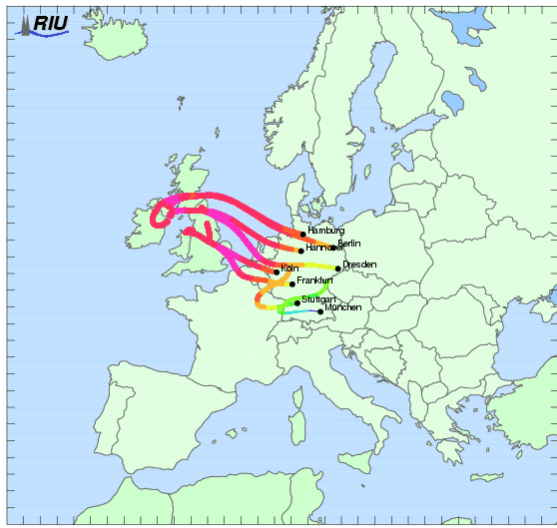 RIU
Hamburg
Berlin
Hannover
Dresden
Köln
Frankfurt
Stuttgart
München